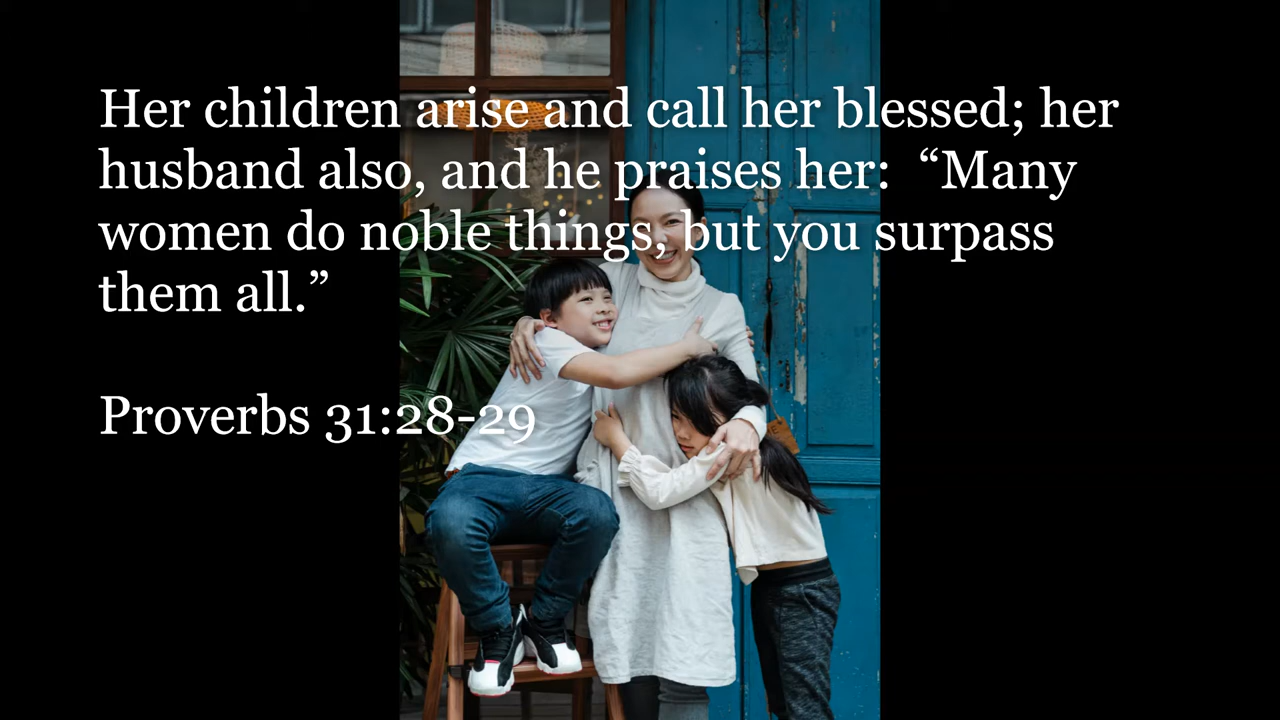 Her children arise and call her blessed; her
husband also, and he praises her:  “Many
women do noble things, but you surpass
them all.”
Proverbs 31:28-29